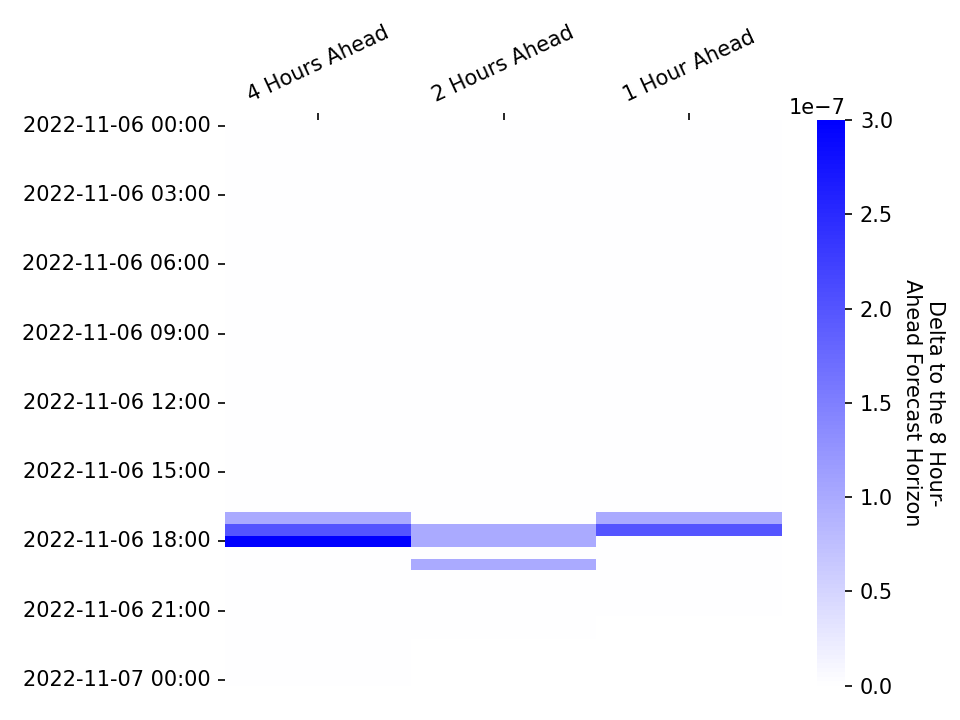 4 Hours Ahead
2 Hours Ahead
1 Hour Ahead
1e−7
2022-11-06 00:00
2022-11-06 03:00
2022-11-06 06:00
2022-11-06 09:00
2022-11-06 12:00
2022-11-06 15:00
2022-11-06 18:00
2022-11-06 21:00
2022-11-07 00:00
3.0
2.5
2.0
1.5
1.0
0.5
0.0
Delta to the 8 Hour-
Ahead Forecast Horizon